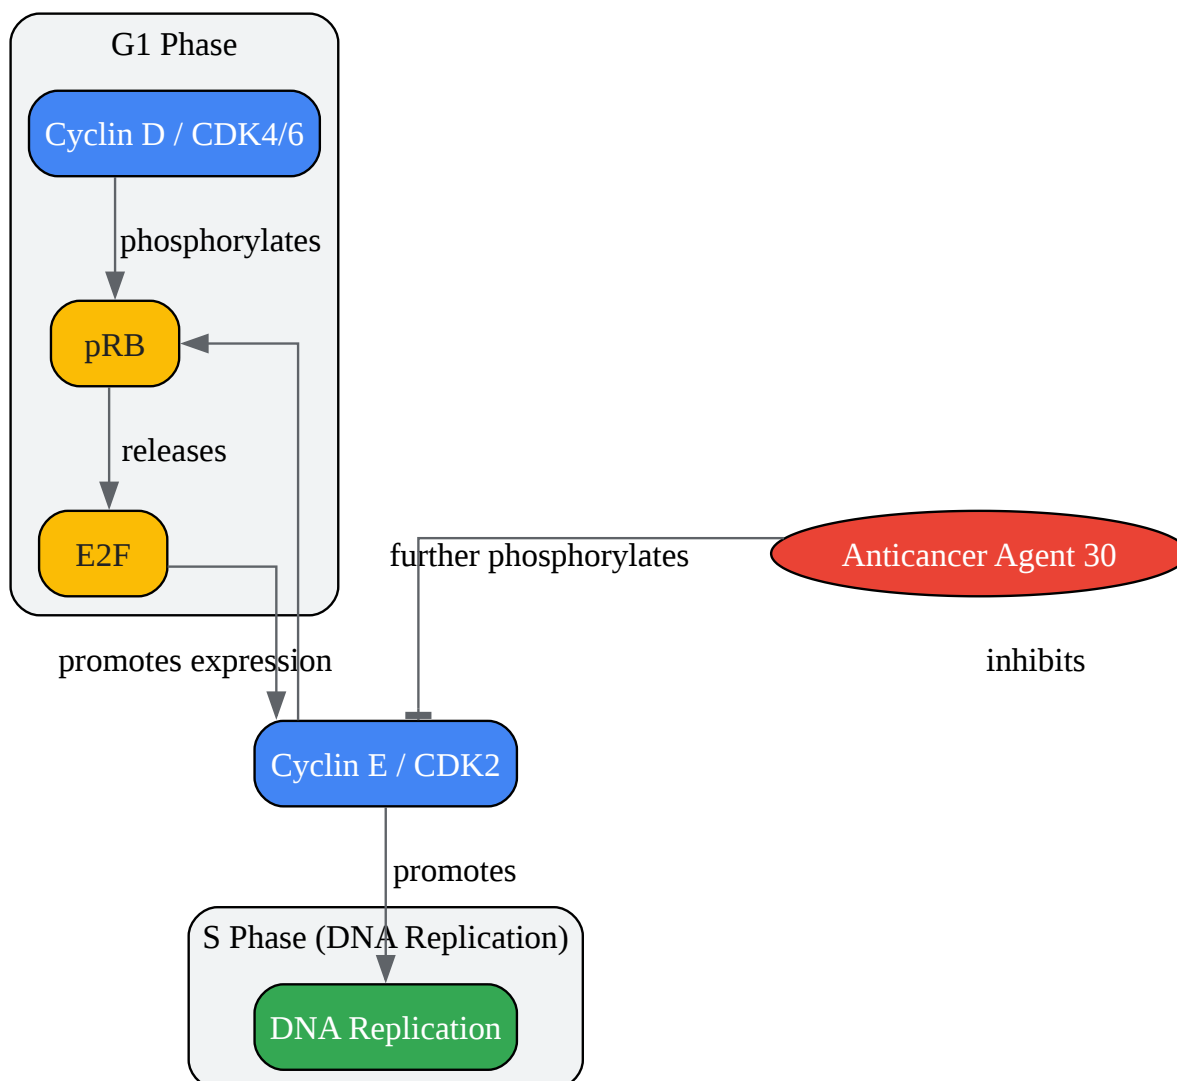 G1 Phase
Cyclin D / CDK4/6
phosphorylates
pRB
releases
E2F
further phosphorylates
Anticancer Agent 30
promotes expression
inhibits
Cyclin E / CDK2
promotes
S Phase (DNA Replication)
DNA Replication